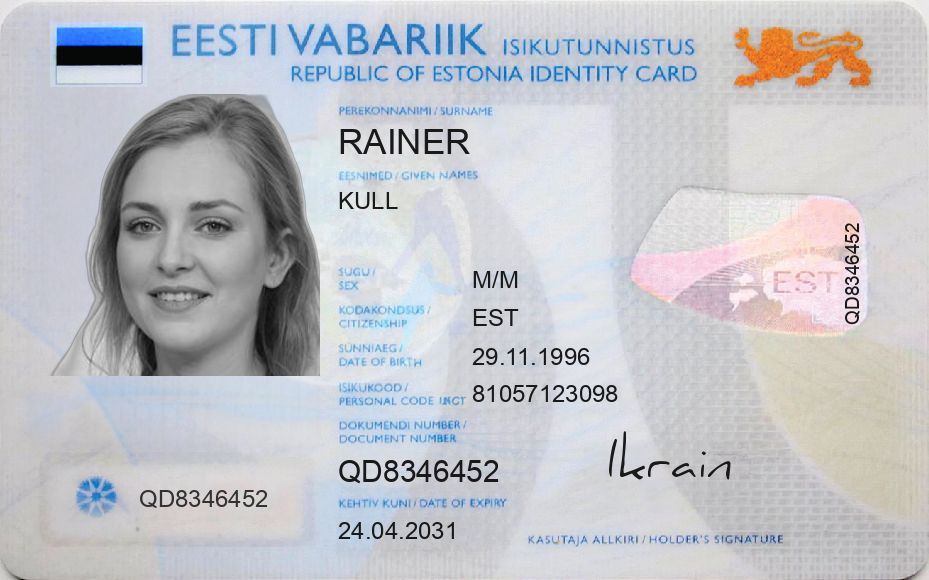 EESTI VABARIIK ISIKUTUNNISTUS
REPUBLIC OF ESTONIA IDENTITY CARD
PEREKONNANIMI / SURNAME
RAINER
EESNIMED / GIVEN NAMES
KULL
SUGU /
SEX
M/M
KODAKONDSUS /
CITIZENSHIP
EST
SÜNNIAEG /
DATE OF BIRTH
29.11.1996
ISIKUKOOD /
PERSONAL CODE
81057123098
DOKUMENDI NUMBER /
DOCUMENT NUMBER
QD8346452
KEHTIV KUNI / DATE OF EXPIRY
24.04.2031
QD8346452
EST
QD8346452
Ikrain
KASUTAJA ALLKIRI / HOLDER'S SIGNATURE